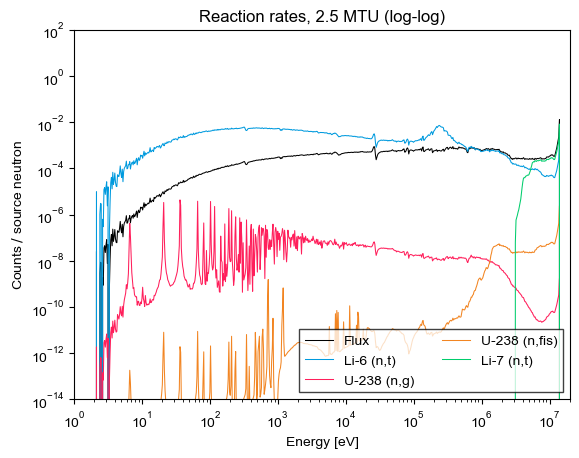 Reaction rates, 2.5 MTU (log-log)
Counts / source neutron
10^2
10^0
10^-2
10^-4
10^-6
10^-8
10^-10
10^-12
10^-14
Flux
Li-6 (n,t)
U-238 (n,g)
U-238 (n,fis)
Li-7 (n,t)
10^0 10^1 10^2 10^3 10^4 10^5 10^6 10^7
Energy [eV]